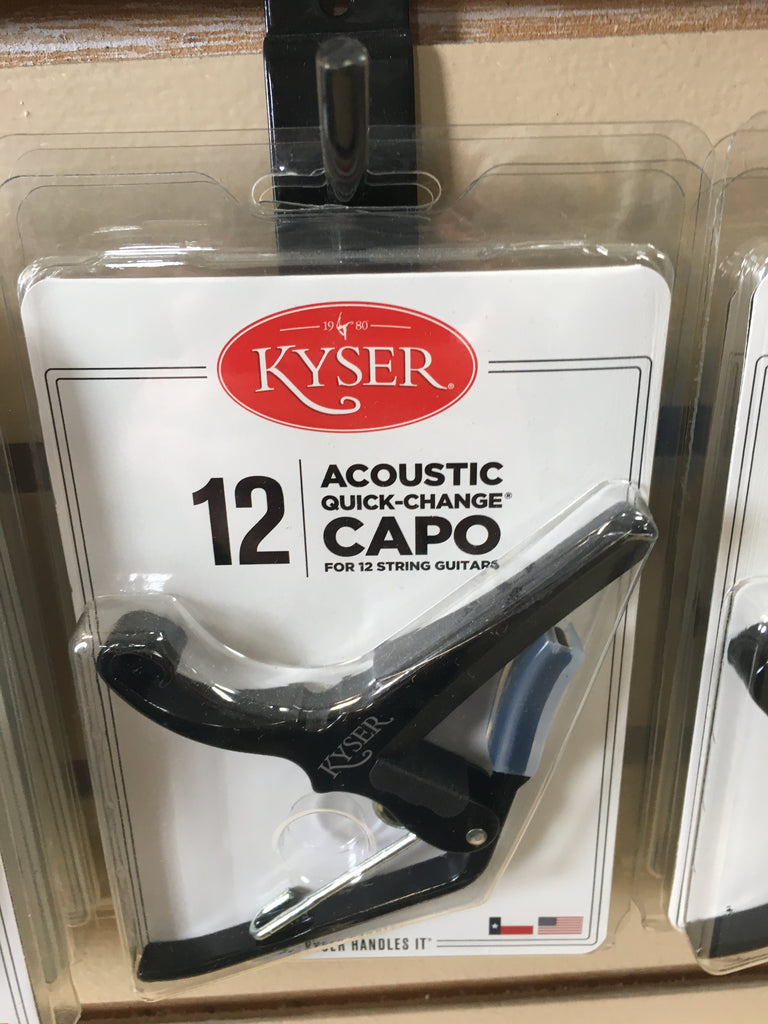 19 80
KYSER®
12
ACOUSTIC
QUICK-CHANGE®
CAPO
FOR 12 STRING GUITARS
KYSER
KYSER HANDLES IT®